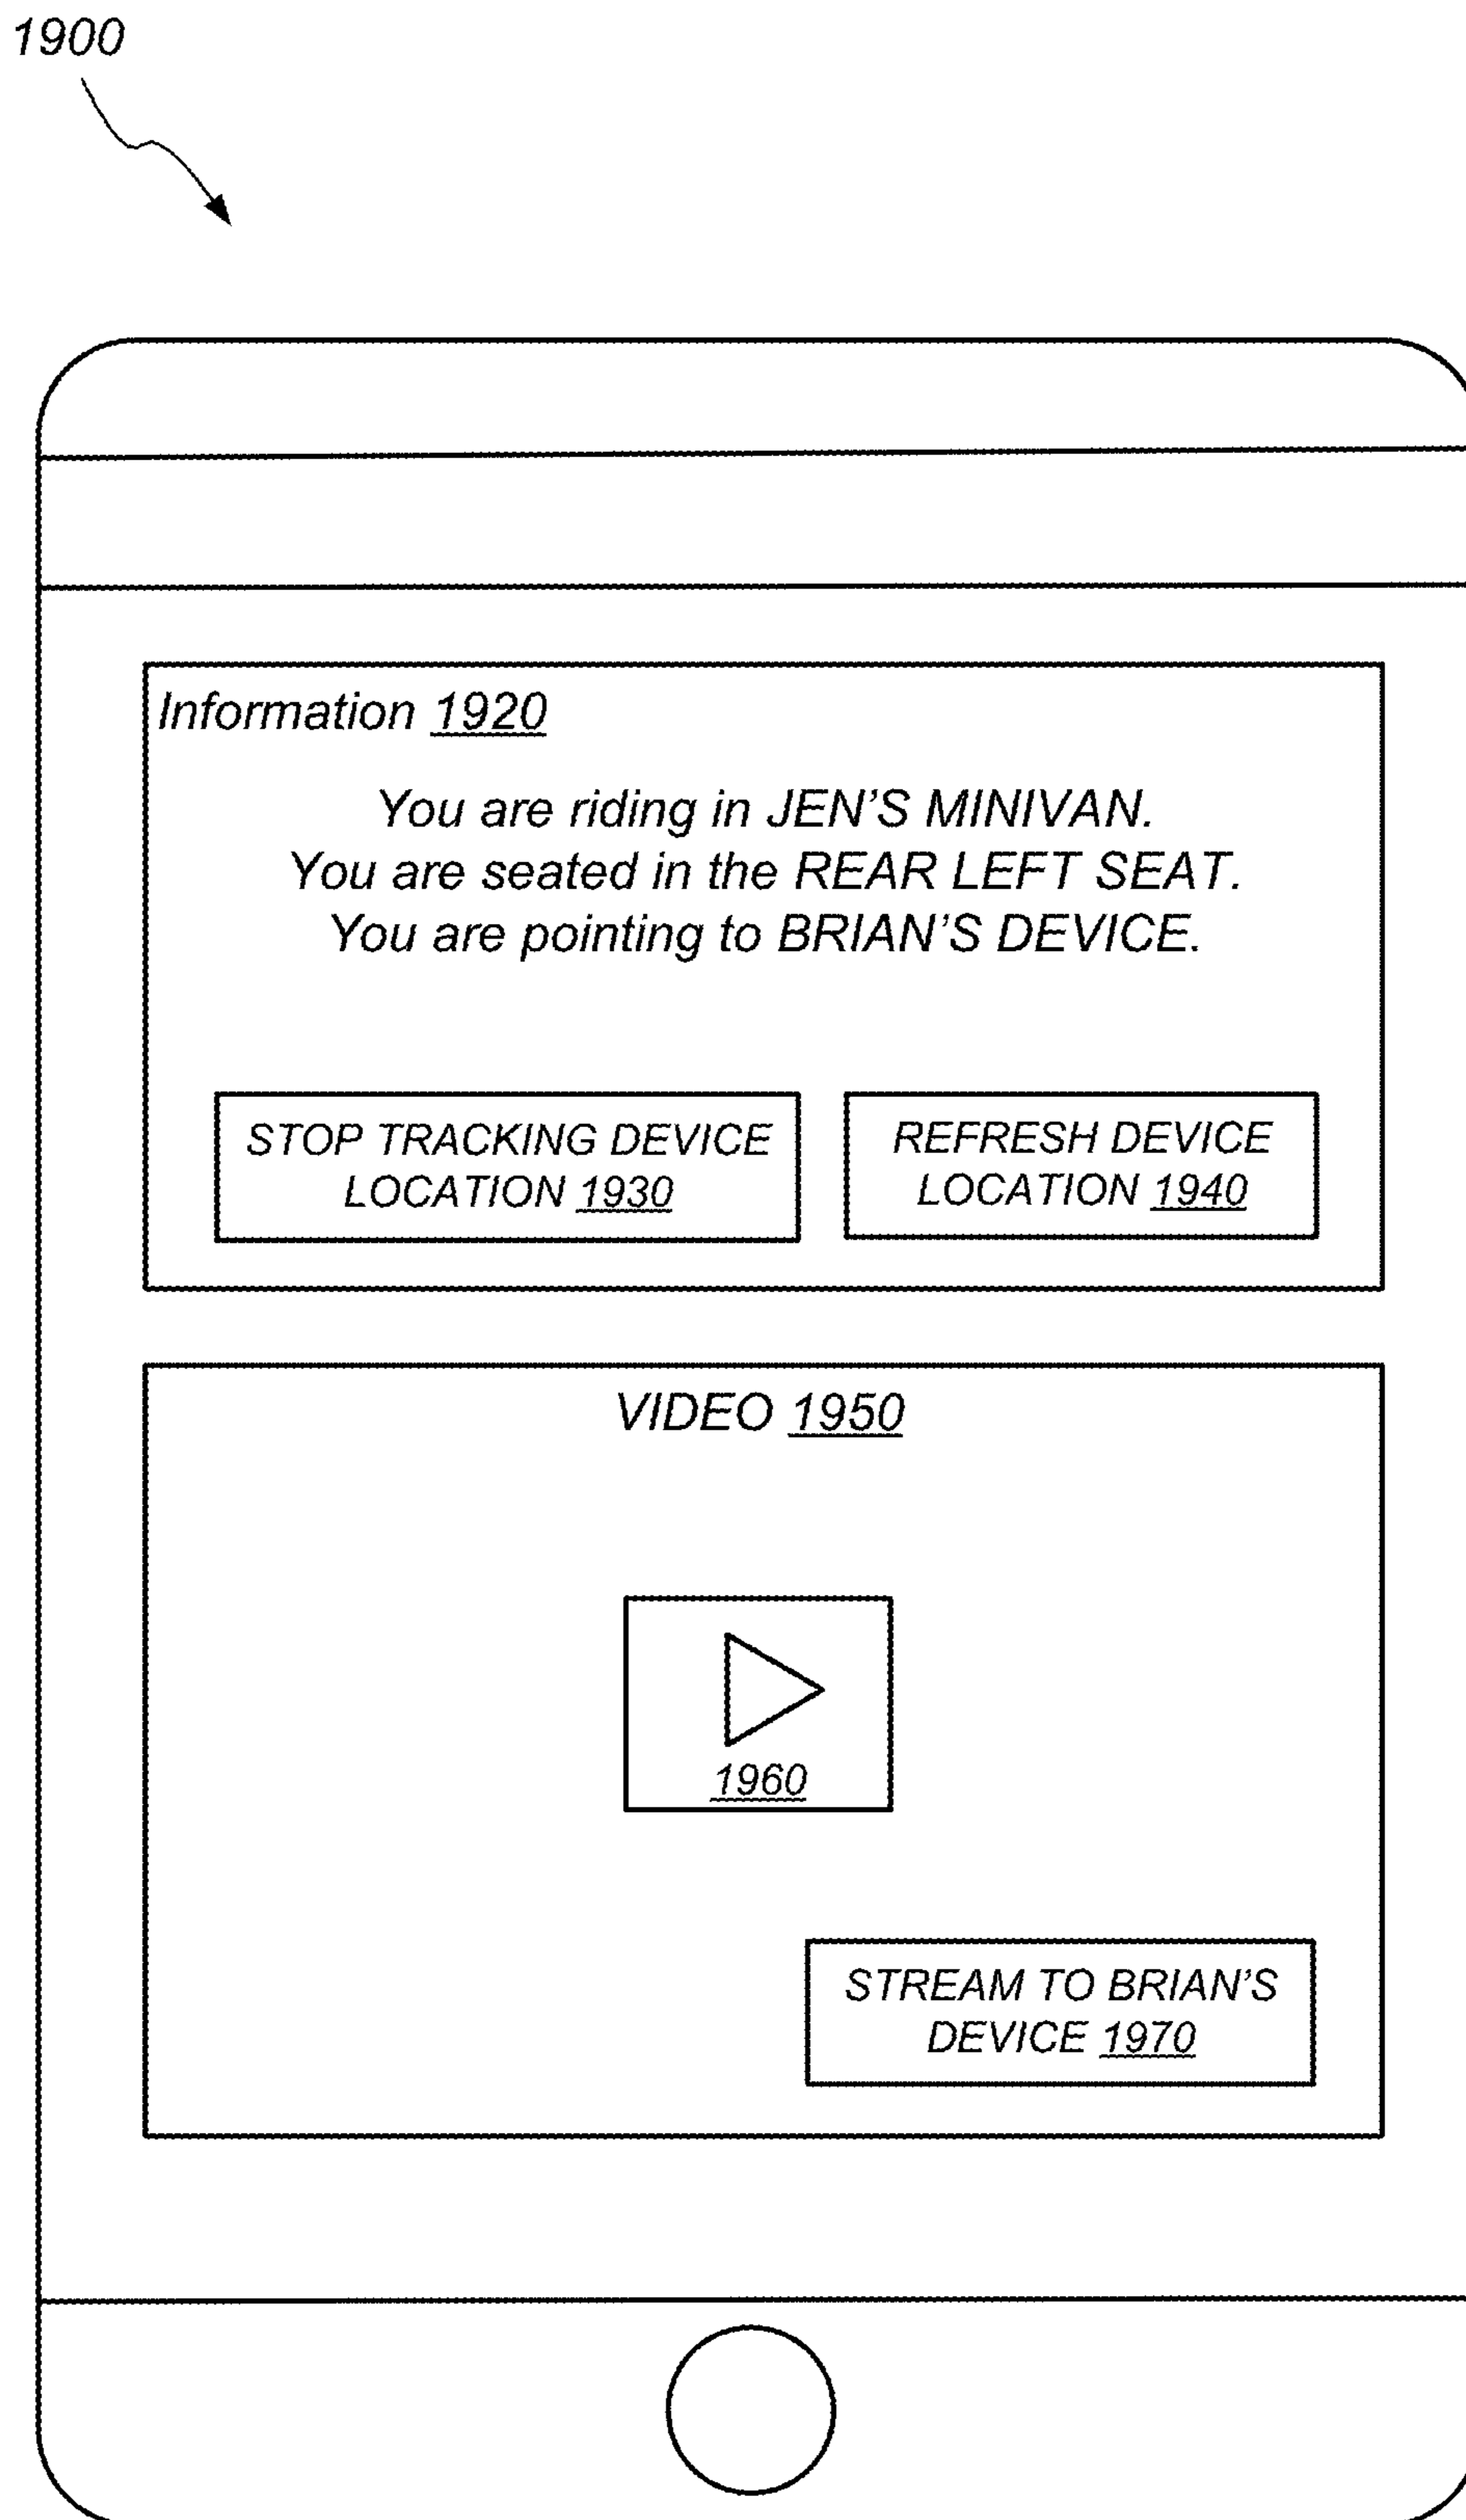 1900
Information 1920
You are riding in JEN'S MINIVAN.
You are seated in the REAR LEFT SEAT.
You are pointing to BRIAN'S DEVICE.
STOP TRACKING DEVICE
LOCATION 1930
REFRESH DEVICE
LOCATION 1940
VIDEO 1950
1960
STREAM TO BRIAN'S
DEVICE 1970